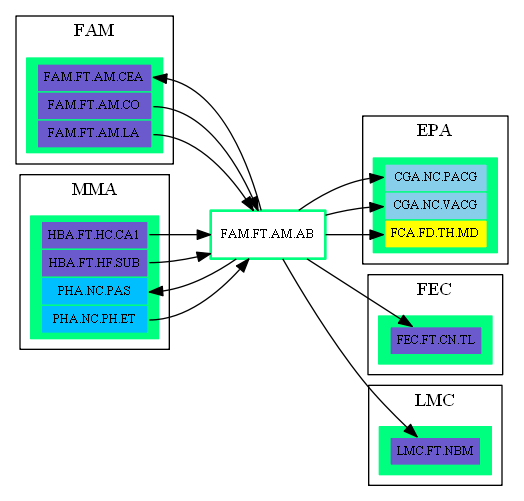 FAM
FAM.FT.AM.CEA
FAM.FT.AM.CO
FAM.FT.AM.LA
MMA
HBA.FT.HC.CA1
HBA.FT.HF.SUB
PHA.NC.PAS
PHA.NC.PH.ET
FAM.FT.AM.AB
EPA
CGA.NC.PACG
CGA.NC.VACG
FCA.FD.TH.MD
FEC
FEC.FT.CN.TL
LMC
LMC.FT.NBM